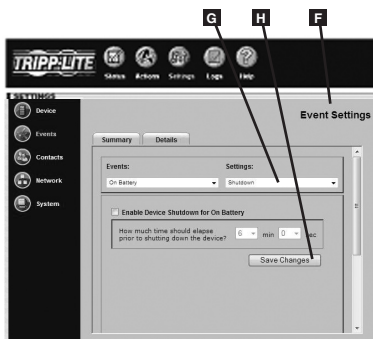 G H F
TRIPP·LITE
Status Actions Settings Logs Help
SETTINGS
Device
Event Settings
Events
Summary Details
Contacts
Events: Settings:
On Battery Shutdown
Network
System
Enable Device Shutdown for On Battery
How much time should elapse
prior to shutting down the device?
6 min 0 sec
Save Changes